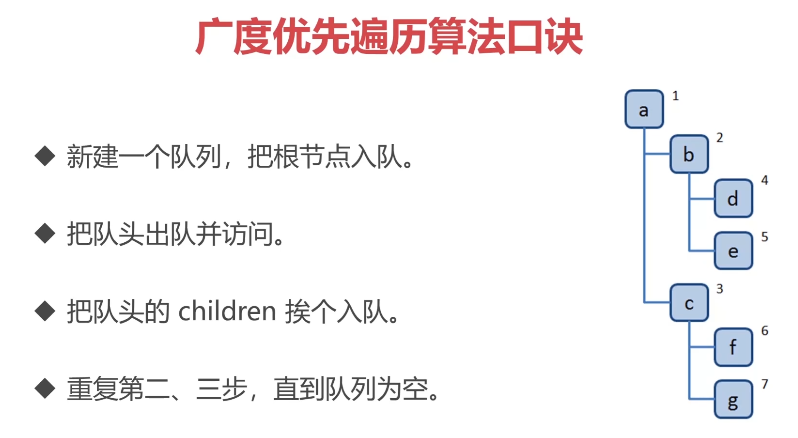 广度优先遍历算法口诀
◆ 新建一个队列，把根节点入队。
◆ 把队头出队并访问。
◆ 把队头的 children 挨个入队。
◆ 重复第二、三步，直到队列为空。
a 1
b 2
d 4
e 5
c 3
f 6
g 7